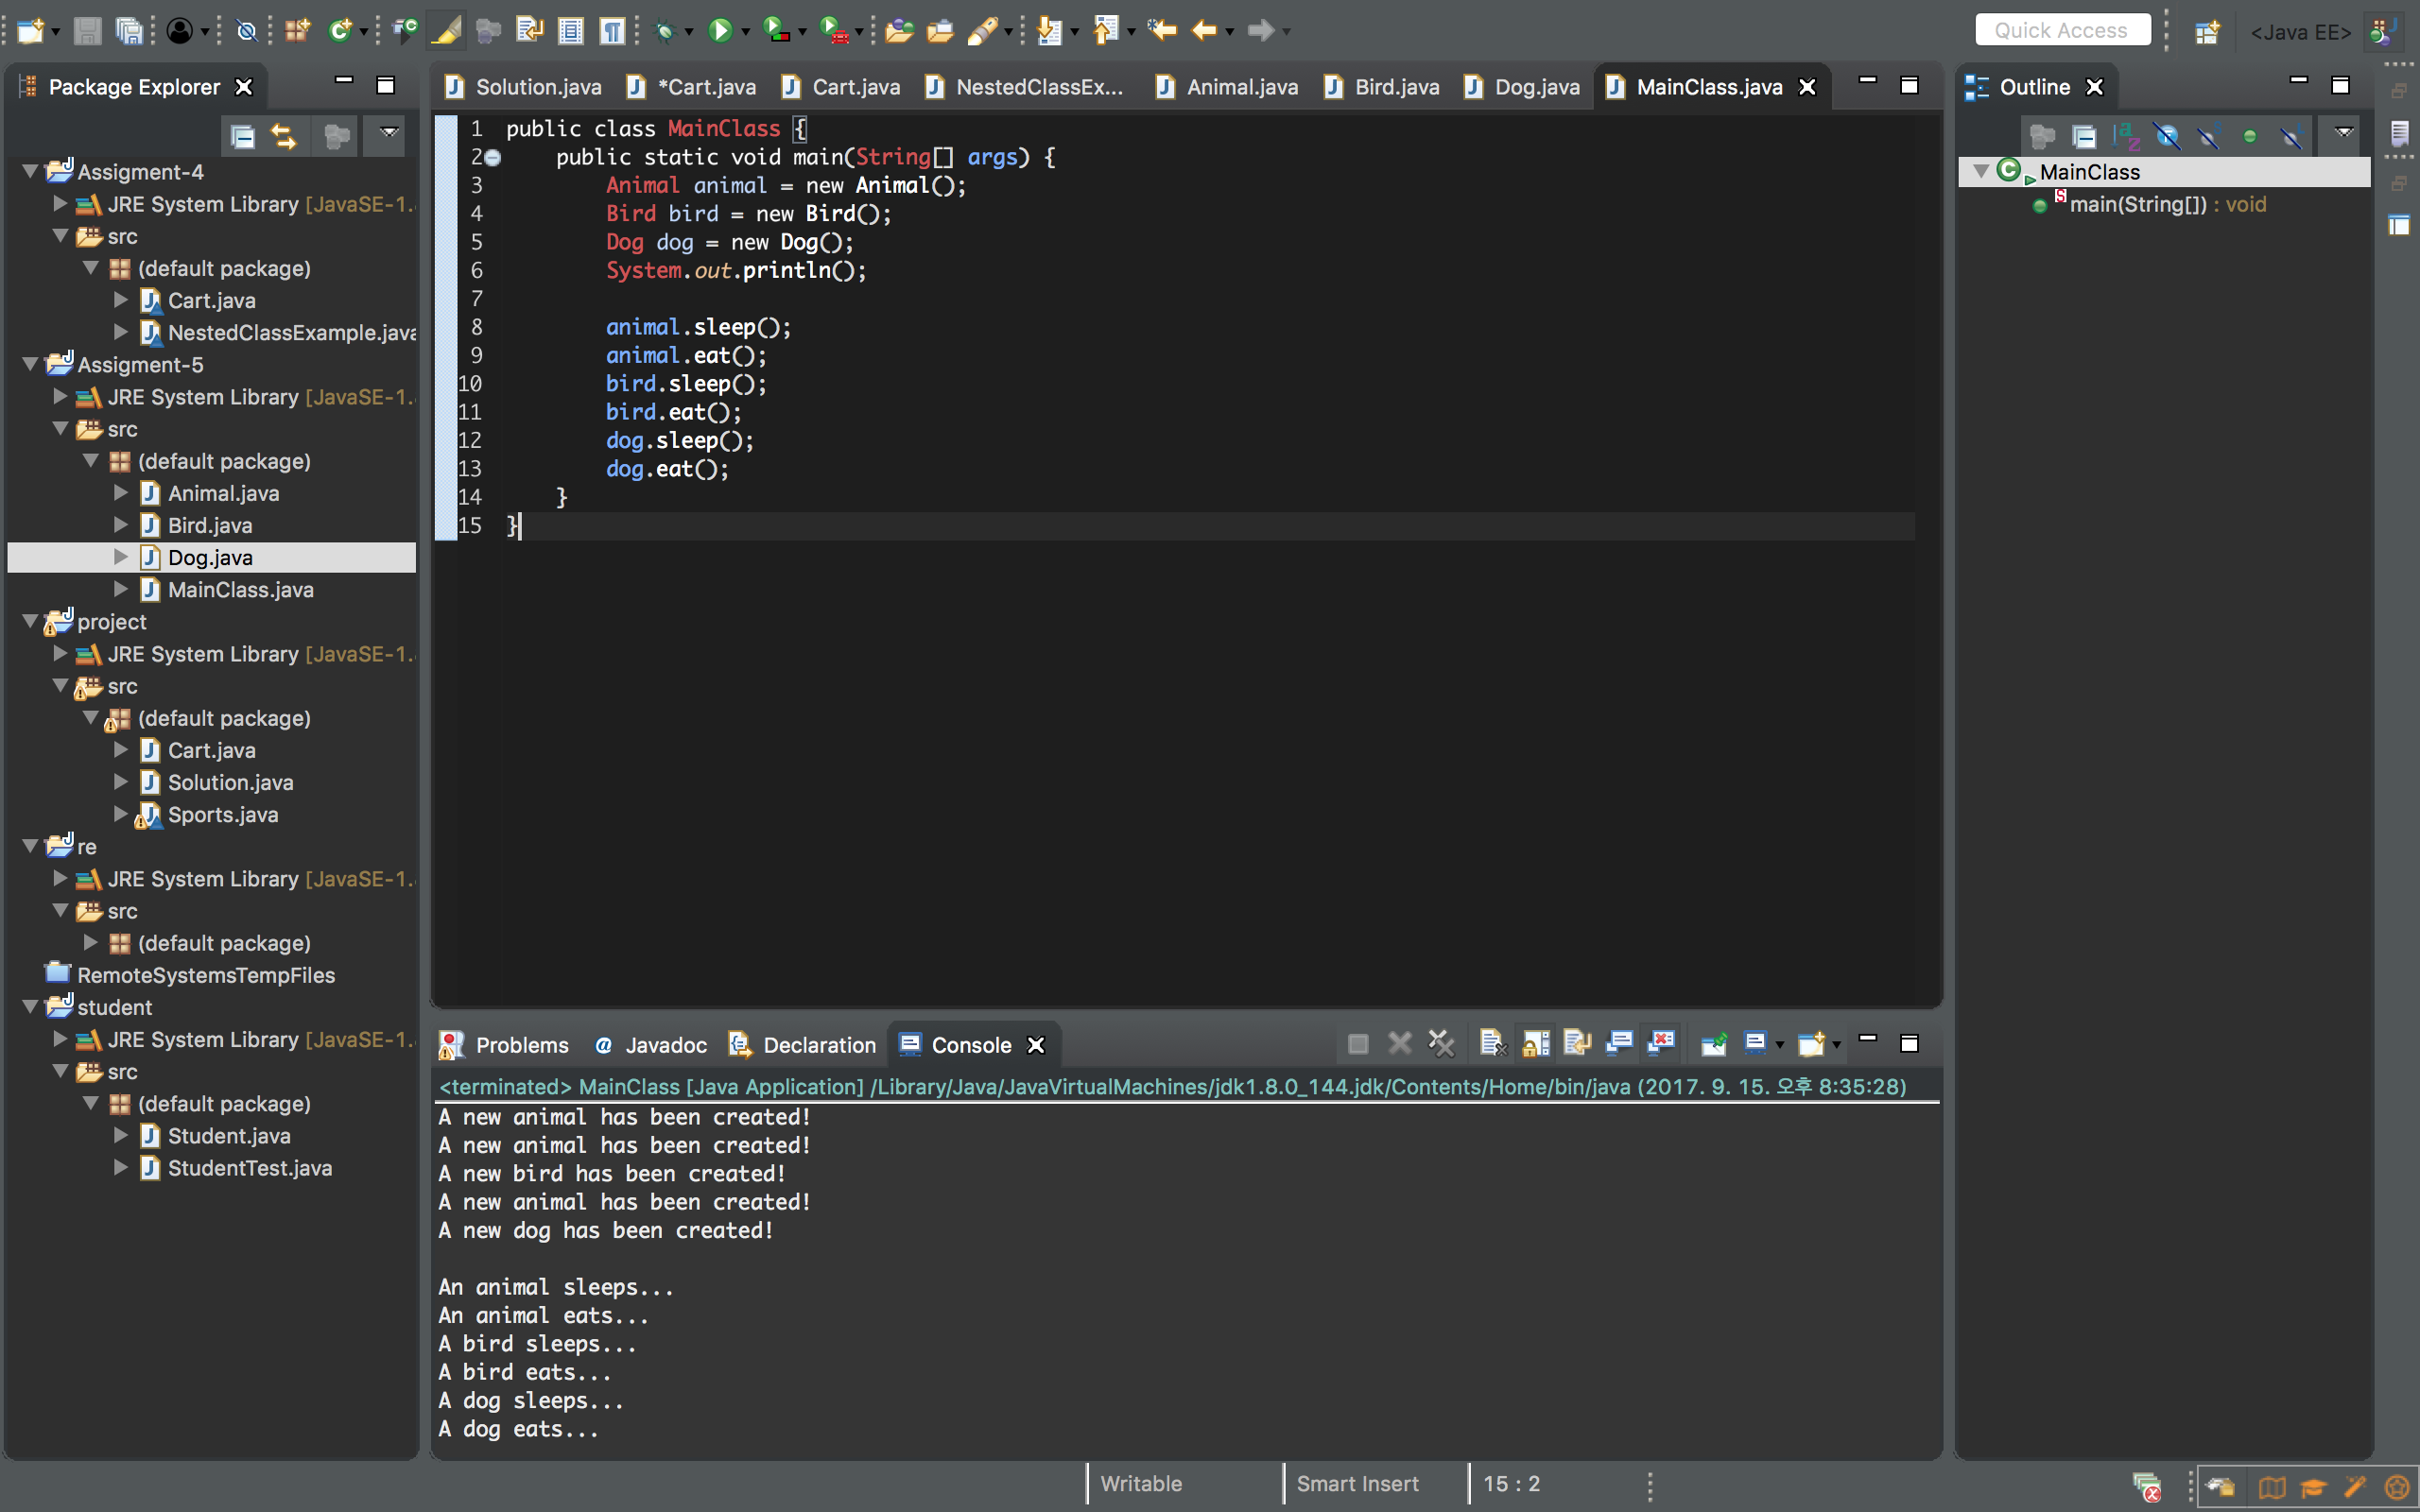 Quick Access
<Java EE>
Package Explorer
Assigment-4
JRE System Library [JavaSE-1.
src
(default package)
Cart.java
NestedClassExample.java
Assigment-5
JRE System Library [JavaSE-1.
src
(default package)
Animal.java
Bird.java
Dog.java
MainClass.java
project
JRE System Library [JavaSE-1.
src
(default package)
Cart.java
Solution.java
Sports.java
re
JRE System Library [JavaSE-1.
src
(default package)
RemoteSystemsTempFiles
student
JRE System Library [JavaSE-1.
src
(default package)
Student.java
StudentTest.java
Solution.java *Cart.java Cart.java NestedClassEx... Animal.java Bird.java Dog.java MainClass.java
1 public class MainClass {
2 public static void main(String[] args) {
3 Animal animal = new Animal();
4 Bird bird = new Bird();
5 Dog dog = new Dog();
6 System.out.println();
7
8 animal.sleep();
9 animal.eat();
10 bird.sleep();
11 bird.eat();
12 dog.sleep();
13 dog.eat();
14 }
15 }
Problems @ Javadoc Declaration Console
<terminated> MainClass [Java Application] /Library/Java/JavaVirtualMachines/jdk1.8.0_144.jdk/Contents/Home/bin/java (2017. 9. 15. 오후 8:35:28)
A new animal has been created!
A new animal has been created!
A new bird has been created!
A new animal has been created!
A new dog has been created!
An animal sleeps...
An animal eats...
A bird sleeps...
A bird eats...
A dog sleeps...
A dog eats...
Outline
MainClass
main(String[]) : void
Writable Smart Insert 15 : 2